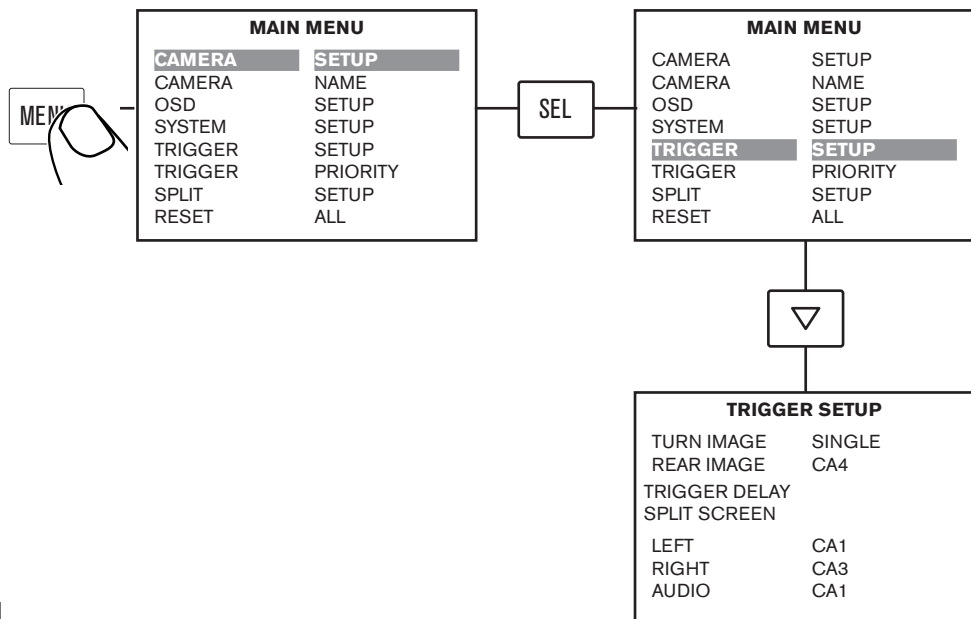 MAIN MENU
CAMERA SETUP
CAMERA NAME
OSD SETUP
SYSTEM SETUP
TRIGGER SETUP
TRIGGER PRIORITY
SPLIT SETUP
RESET ALL
SEL
MAIN MENU
CAMERA SETUP
CAMERA NAME
OSD SETUP
SYSTEM SETUP
TRIGGER SETUP
TRIGGER PRIORITY
SPLIT SETUP
RESET ALL
TRIGGER SETUP
TURN IMAGE SINGLE
REAR IMAGE CA4
TRIGGER DELAY
SPLIT SCREEN
LEFT CA1
RIGHT CA3
AUDIO CA1